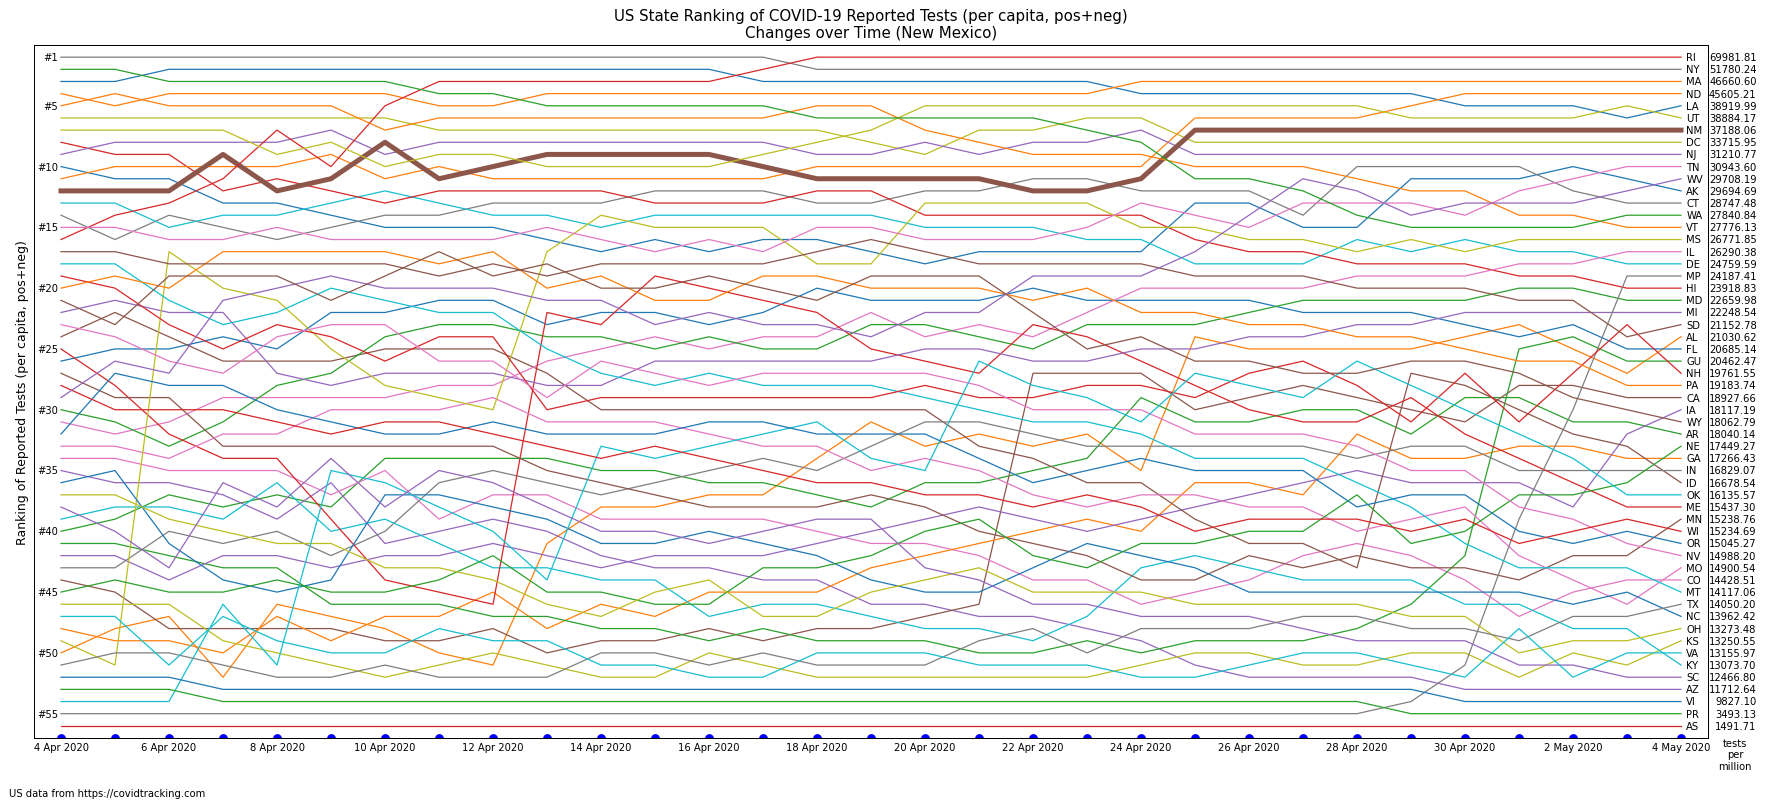 US State Ranking of COVID-19 Reported Tests (per capita, pos+neg)
Changes over Time (New Mexico)
Ranking of Reported Tests (per capita, pos+neg)
#1
#5
#10
#15
#20
#25
#30
#35
#40
#45
#50
#55
RI 69981.81
NY 51780.24
MA 46660.60
ND 45605.21
LA 38919.99
UT 38884.17
NM 37188.06
DC 33715.95
NJ 31210.77
TN 30943.60
WV 29708.19
AK 29694.69
CT 28747.48
WA 27840.84
VT 27776.13
MS 26771.85
IL 26290.38
DE 24759.59
MP 24187.41
HI 23918.83
MD 22659.98
MI 22248.54
SD 21152.78
AL 21030.62
FL 20685.14
GU 20462.47
NH 19761.55
PA 19183.74
CA 18927.66
IA 18117.19
WY 18062.79
AR 18040.14
NE 17449.27
GA 17266.43
IN 16829.07
ID 16678.54
OK 16135.57
ME 15437.30
MN 15238.76
WI 15234.69
OR 15045.27
NV 14988.20
MO 14900.54
CO 14428.51
MT 14117.06
TX 14050.20
NC 13962.42
OH 13273.48
KS 13250.55
VA 13155.97
KY 13073.70
SC 12466.80
AZ 11712.64
VI 9827.10
PR 3493.13
AS 1491.71
4 Apr 2020 6 Apr 2020 8 Apr 2020 10 Apr 2020 12 Apr 2020 14 Apr 2020 16 Apr 2020 18 Apr 2020 20 Apr 2020 22 Apr 2020 24 Apr 2020 26 Apr 2020 28 Apr 2020 30 Apr 2020 2 May 2020 4 May 2020
tests
per
million
US data from https://covidtracking.com